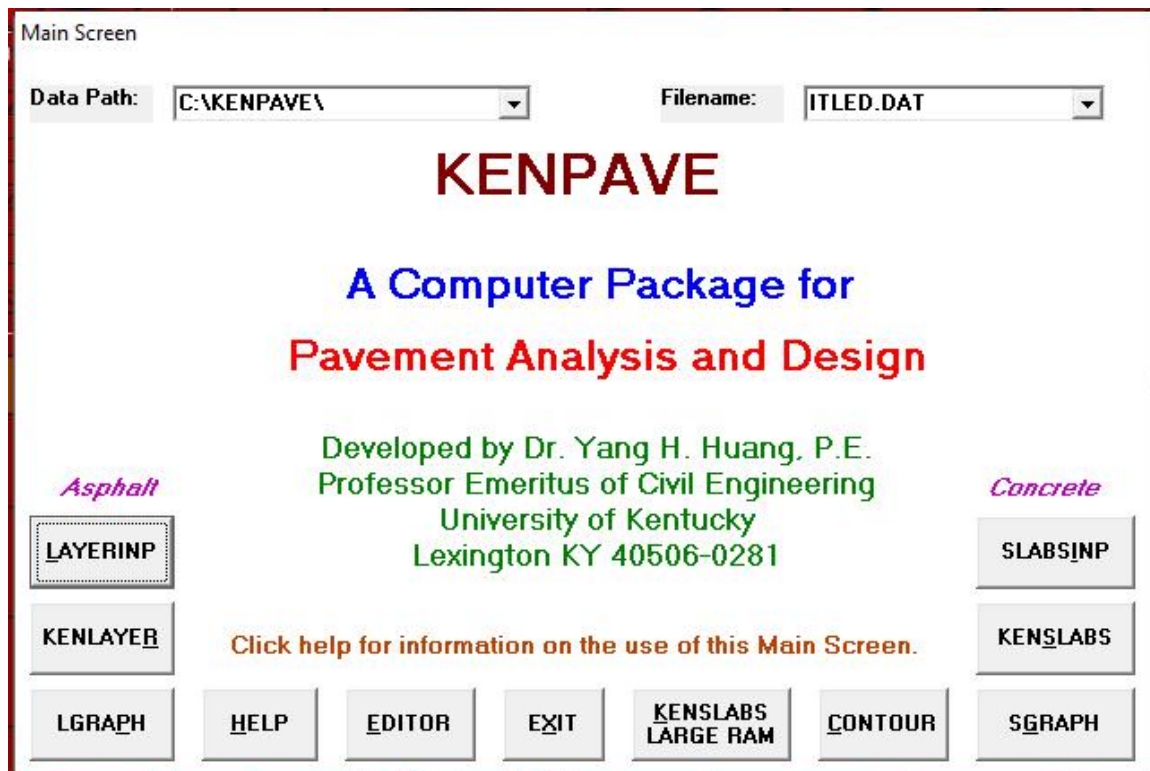 Main Screen
Data Path: C:\KENPAVE\ Filename: ITLED.DAT
KENPAVE
A Computer Package for
Pavement Analysis and Design
Developed by Dr. Yang H. Huang, P.E.
Professor Emeritus of Civil Engineering
University of Kentucky
Lexington KY 40506-0281
Asphalt
Concrete
LAYERINP
SLABSINP
KENLAYER
Click help for information on the use of this Main Screen.
KENSLABS
LGRAPH
HELP
EDITOR
EXIT
KENSLABS
LARGE RAM
CONTOUR
SGRAPH